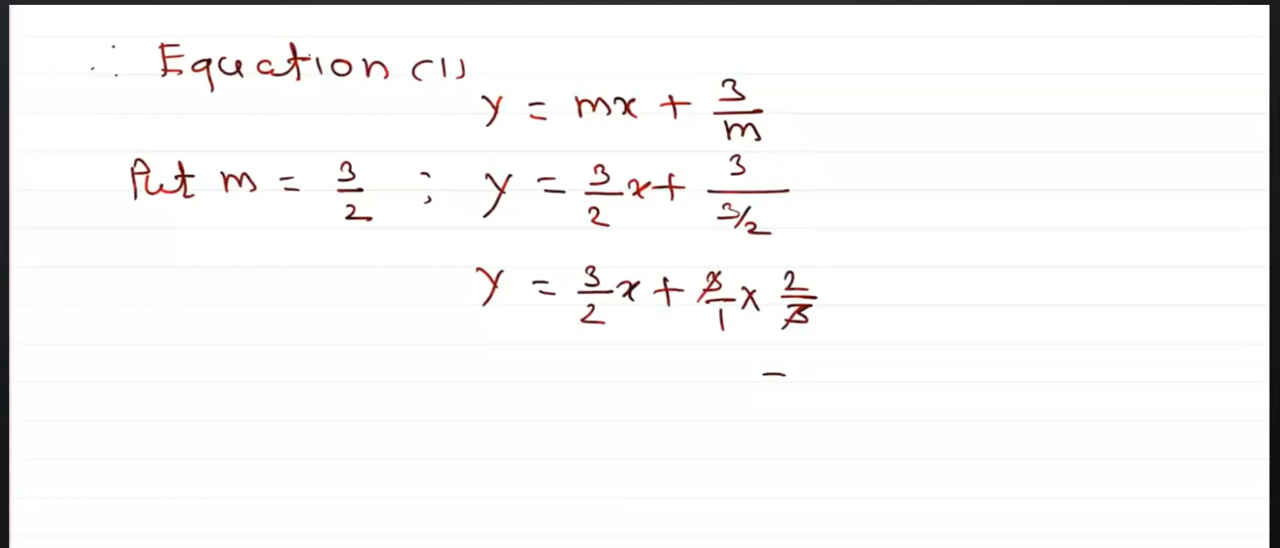 ∴ Equation (1)
y = mx + 3/m
Put m = 3/2 ; y = 3/2 x + 3/(3/2)
y = 3/2 x + 3/1 × 2/3
–